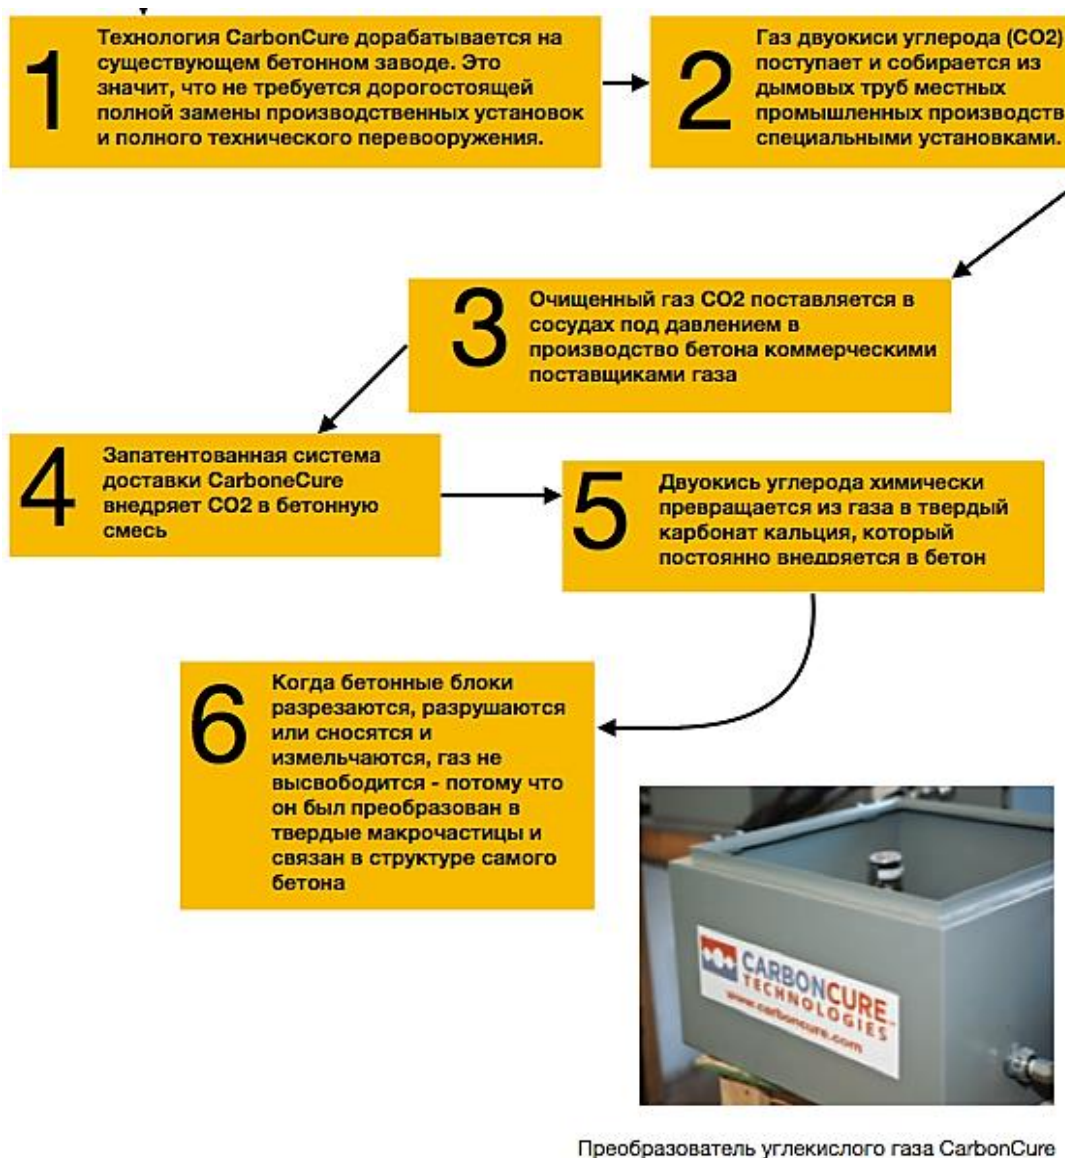 1
Технология CarbonCure дорабатывается на
существующем бетонном заводе. Это
значит, что не требуется дорогостоящей
полной замены производственных установок
и полного технического перевооружения.
2
Газ двуокиси углерода (CO2)
поступает и собирается из
дымовых труб местных
промышленных производств
специальными установками.
3
Очищенный газ CO2 поставляется в
сосудах под давлением в
производство бетона коммерческими
поставщиками газа
4
Запатентованная система
доставки CarboneCure
внедряет CO2 в бетонную
смесь
5
Двуокись углерода химически
превращается из газа в твердый
карбонат кальция, который
постоянно внедряется в бетон
6
Когда бетонные блоки
разрезаются, разрушаются
или сносятся и
измельчаются, газ не
высвободится - потому что
он был преобразован в
твердые макрочастицы и
связан в структуре самого
бетона
CARBONCURE
TECHNOLOGIES
www.carboncure.com
Преобразователь углекислого газа CarbonCure